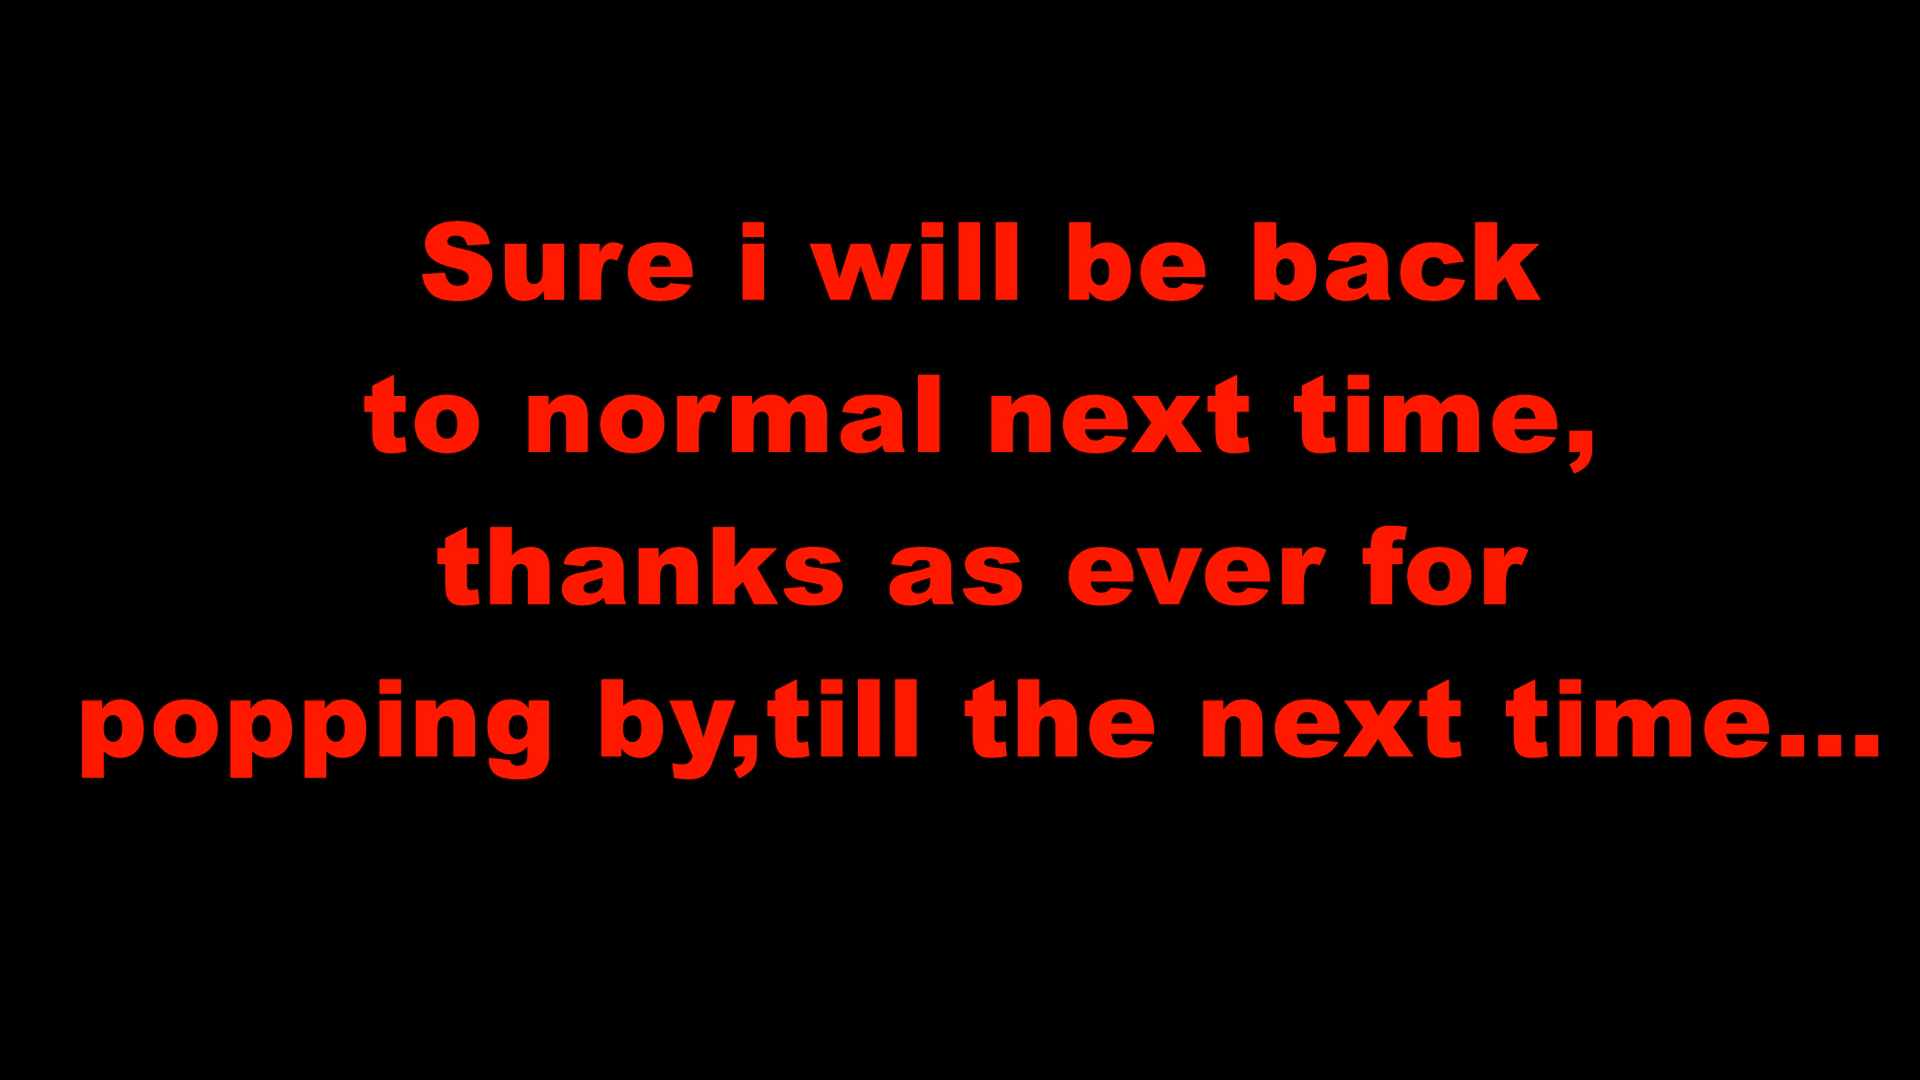 Sure i will be back
to normal next time,
thanks as ever for
popping by,till the next time...